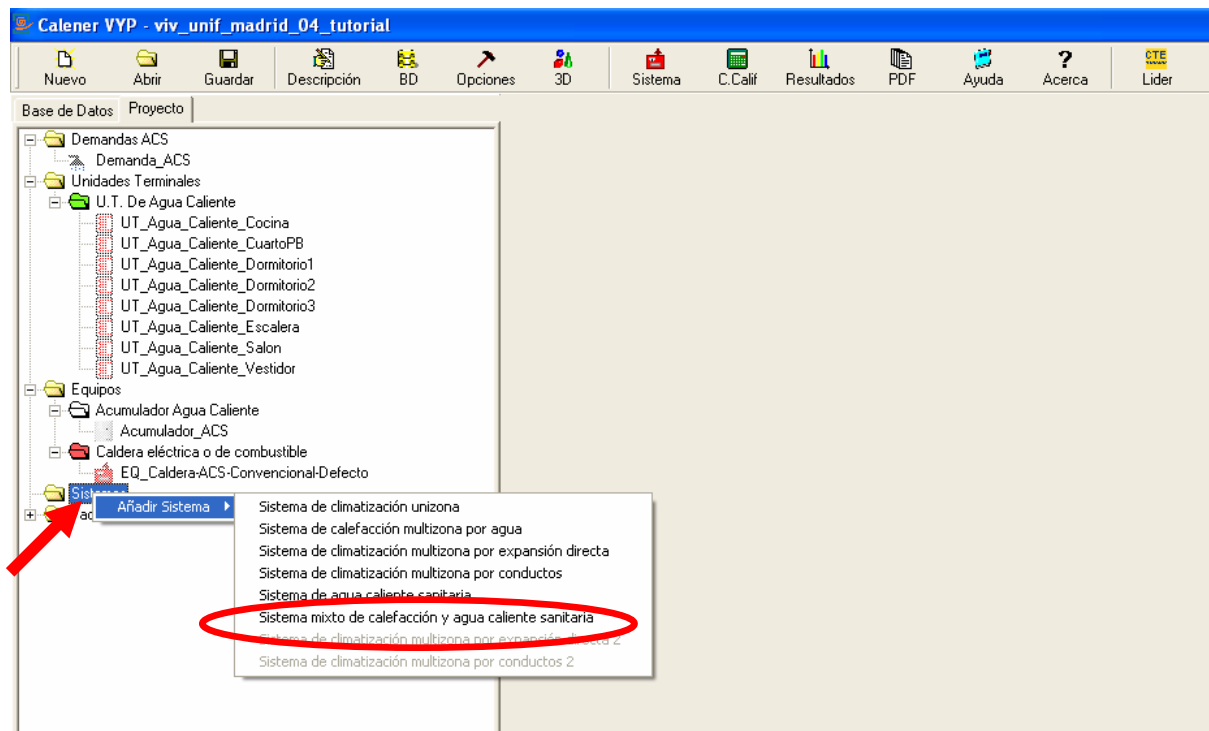 Calener VYP - viv_unif_madrid_04_tutorial
Nuevo Abrir Guardar Descripción BD Opciones 3D Sistema C.Calif Resultados PDF Ayuda Acerca CTE Lider
Base de Datos Proyecto
Demandas ACS
Demanda_ACS
Unidades Terminales
U.T. De Agua Caliente
UT_Agua_Caliente_Cocina
UT_Agua_Caliente_CuartoPB
UT_Agua_Caliente_Dormitorio1
UT_Agua_Caliente_Dormitorio2
UT_Agua_Caliente_Dormitorio3
UT_Agua_Caliente_Escalera
UT_Agua_Caliente_Salon
UT_Agua_Caliente_Vestidor
Equipos
Acumulador Agua Caliente
Acumulador_ACS
Caldera eléctrica o de combustible
EQ_Caldera-ACS-Convencional-Defecto
Sistemas
Añadir Sistema
Sistema de climatización unizona
Sistema de calefacción multizona por agua
Sistema de climatización multizona por expansión directa
Sistema de climatización multizona por conductos
Sistema de agua caliente sanitaria
Sistema mixto de calefacción y agua caliente sanitaria
Sistema de climatización multizona por expansión directa 2
Sistema de climatización multizona por conductos 2